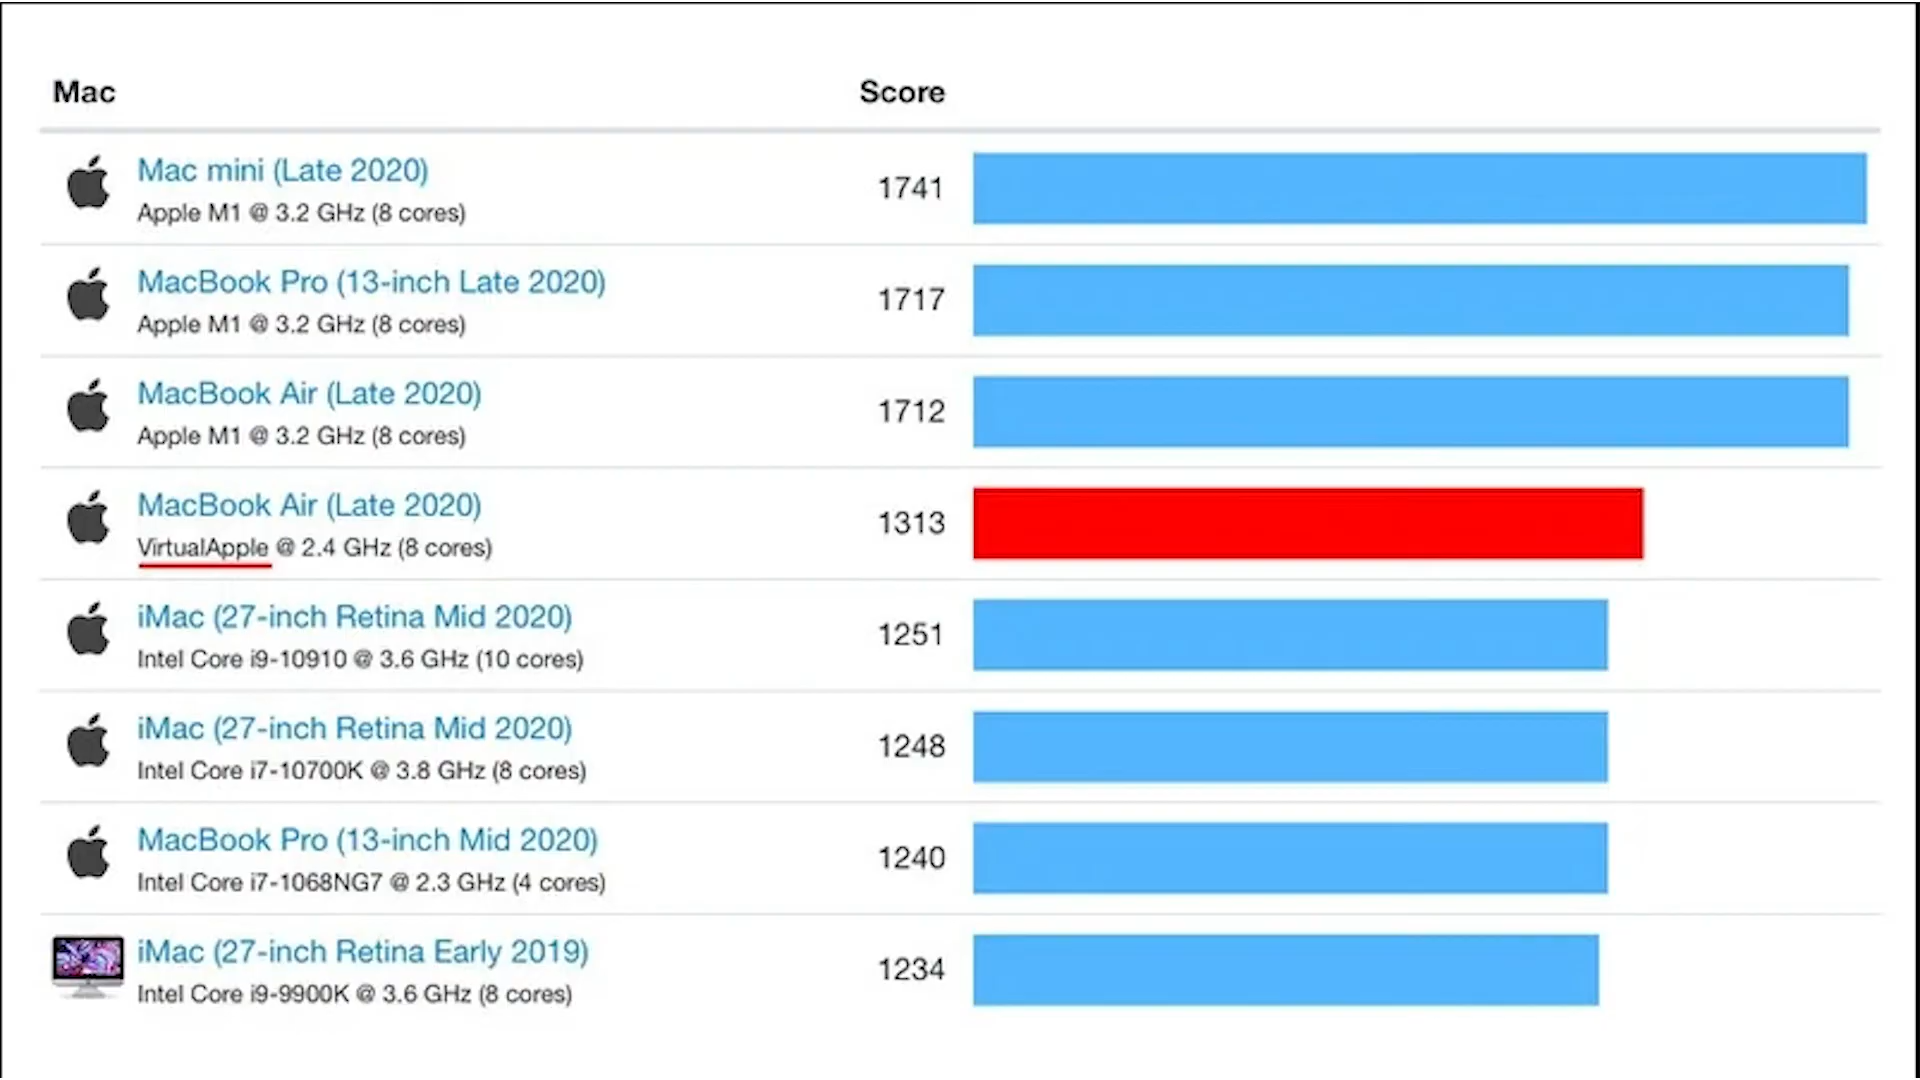 Mac Score
Mac mini (Late 2020)
1741
Apple M1 @ 3.2 GHz (8 cores)
MacBook Pro (13-inch Late 2020)
1717
Apple M1 @ 3.2 GHz (8 cores)
MacBook Air (Late 2020)
1712
Apple M1 @ 3.2 GHz (8 cores)
MacBook Air (Late 2020)
1313
VirtualApple @ 2.4 GHz (8 cores)
iMac (27-inch Retina Mid 2020)
1251
Intel Core i9-10910 @ 3.6 GHz (10 cores)
iMac (27-inch Retina Mid 2020)
1248
Intel Core i7-10700K @ 3.8 GHz (8 cores)
MacBook Pro (13-inch Mid 2020)
1240
Intel Core i7-1068NG7 @ 2.3 GHz (4 cores)
iMac (27-inch Retina Early 2019)
1234
Intel Core i9-9900K @ 3.6 GHz (8 cores)